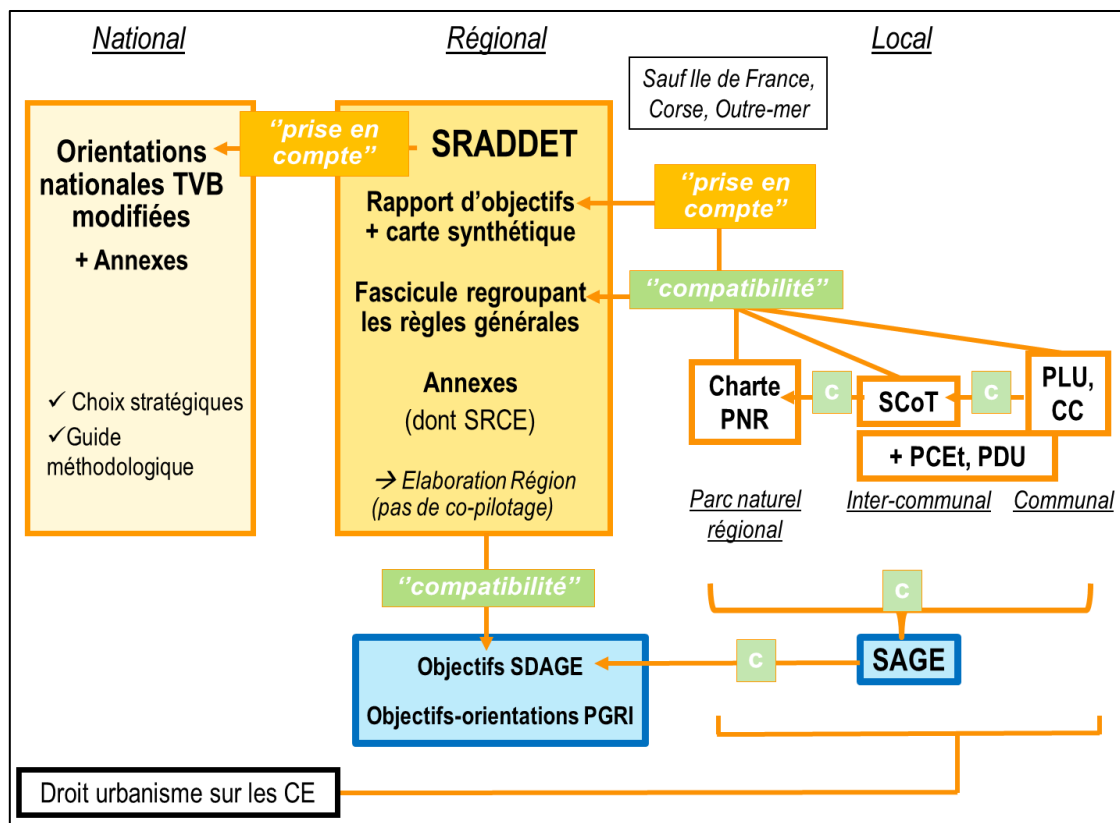 National
Régional
Local
Sauf Ile de France,
Corse, Outre-mer
Orientations
nationales TVB
modifiées
+ Annexes
✓ Choix stratégiques
✓Guide
méthodologique
‘’prise en
compte’’
SRADDET
Rapport d’objectifs
+ carte synthétique
Fascicule regroupant
les règles générales
Annexes
(dont SRCE)
→ Elaboration Région
(pas de co-pilotage)
‘’prise en
compte’’
‘’compatibilité’’
Charte
PNR
c
SCoT
c
PLU,
CC
+ PCEt, PDU
Parc naturel
régional
Inter-communal
Communal
‘’compatibilité’’
c
Objectifs SDAGE
Objectifs-orientations PGRI
c
SAGE
Droit urbanisme sur les CE